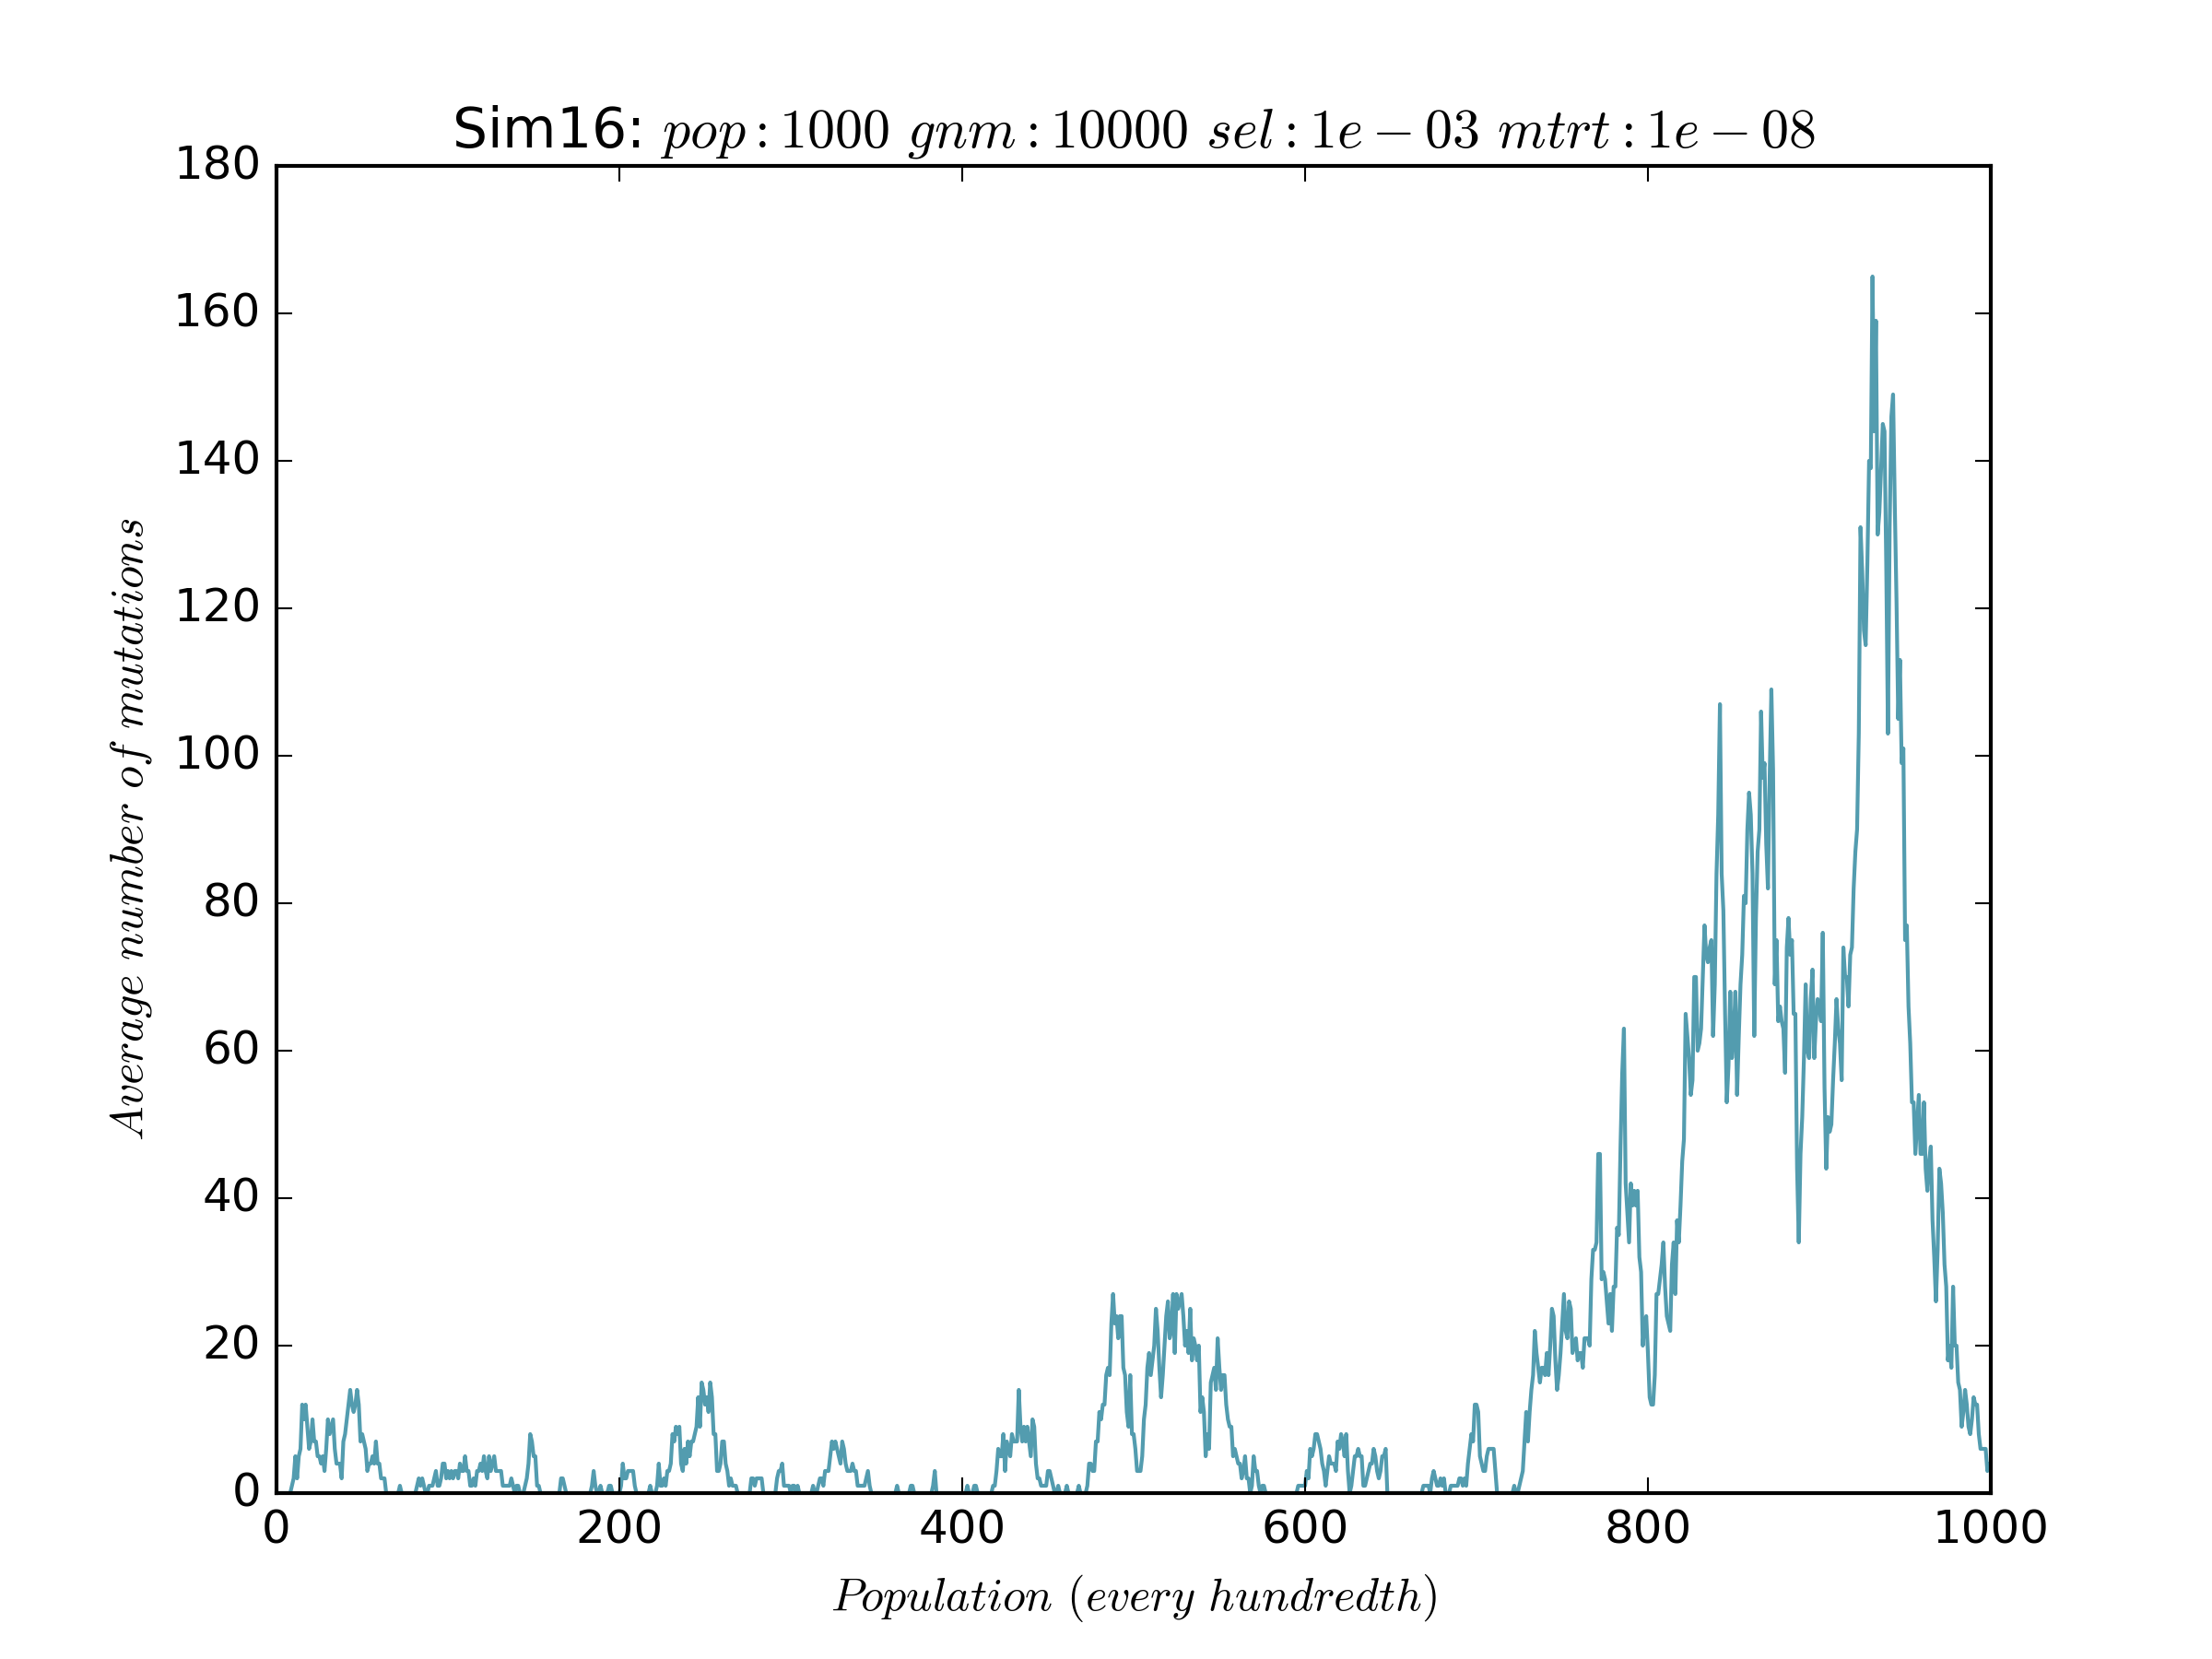 Sim16: pop : 1000 gnm : 10000 sel : 1e − 03 mtrt : 1e − 08
180
160
140
120
100
80
60
40
20
0
Average number of mutations
0 200 400 600 800 1000
Population (every hundredth)